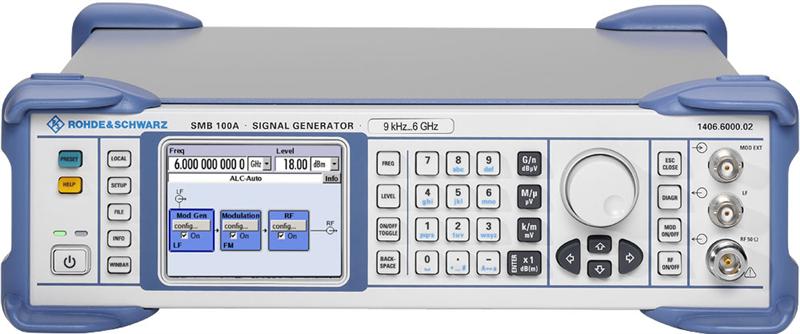 ROHDE&SCHWARZ
SMB 100A · SIGNAL GENERATOR · 9 kHz...6 GHz
1406.6000.02
PRESET
LOCAL
HELP
SETUP
FILE
INFO
WINBAR
Freq Level
6.000 000 000 0 GHz 18.00 dBm
ALC-Auto Info
LF
Mod Gen Modulation RF
config... config... config...
On On On
LF FM
RF
FREQ 7 8 abc 9 def G/n dBµV
LEVEL 4 ghi 5 jkl 6 mno M/µ µV
ON/OFF TOGGLE 1 pqrs 2 tuv 3 wxyz k/m mV
BACK- SPACE 0 . - ENTER x1 dB(m)
ESC CLOSE
DIAGR
MOD ON/OFF
RF ON/OFF
MOD EXT
LF
RF 50 Ω